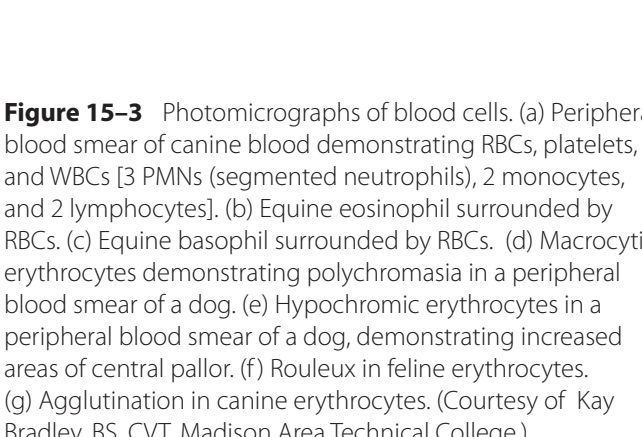 Figure 15–3 Photomicrographs of blood cells. (a) Periphera
blood smear of canine blood demonstrating RBCs, platelets,
and WBCs [3 PMNs (segmented neutrophils), 2 monocytes,
and 2 lymphocytes]. (b) Equine eosinophil surrounded by
RBCs. (c) Equine basophil surrounded by RBCs. (d) Macrocyti
erythrocytes demonstrating polychromasia in a peripheral
blood smear of a dog. (e) Hypochromic erythrocytes in a
peripheral blood smear of a dog, demonstrating increased
areas of central pallor. (f) Rouleux in feline erythrocytes.
(g) Agglutination in canine erythrocytes. (Courtesy of Kay
Bradley, BS, CVT, Madison Area Technical College.)